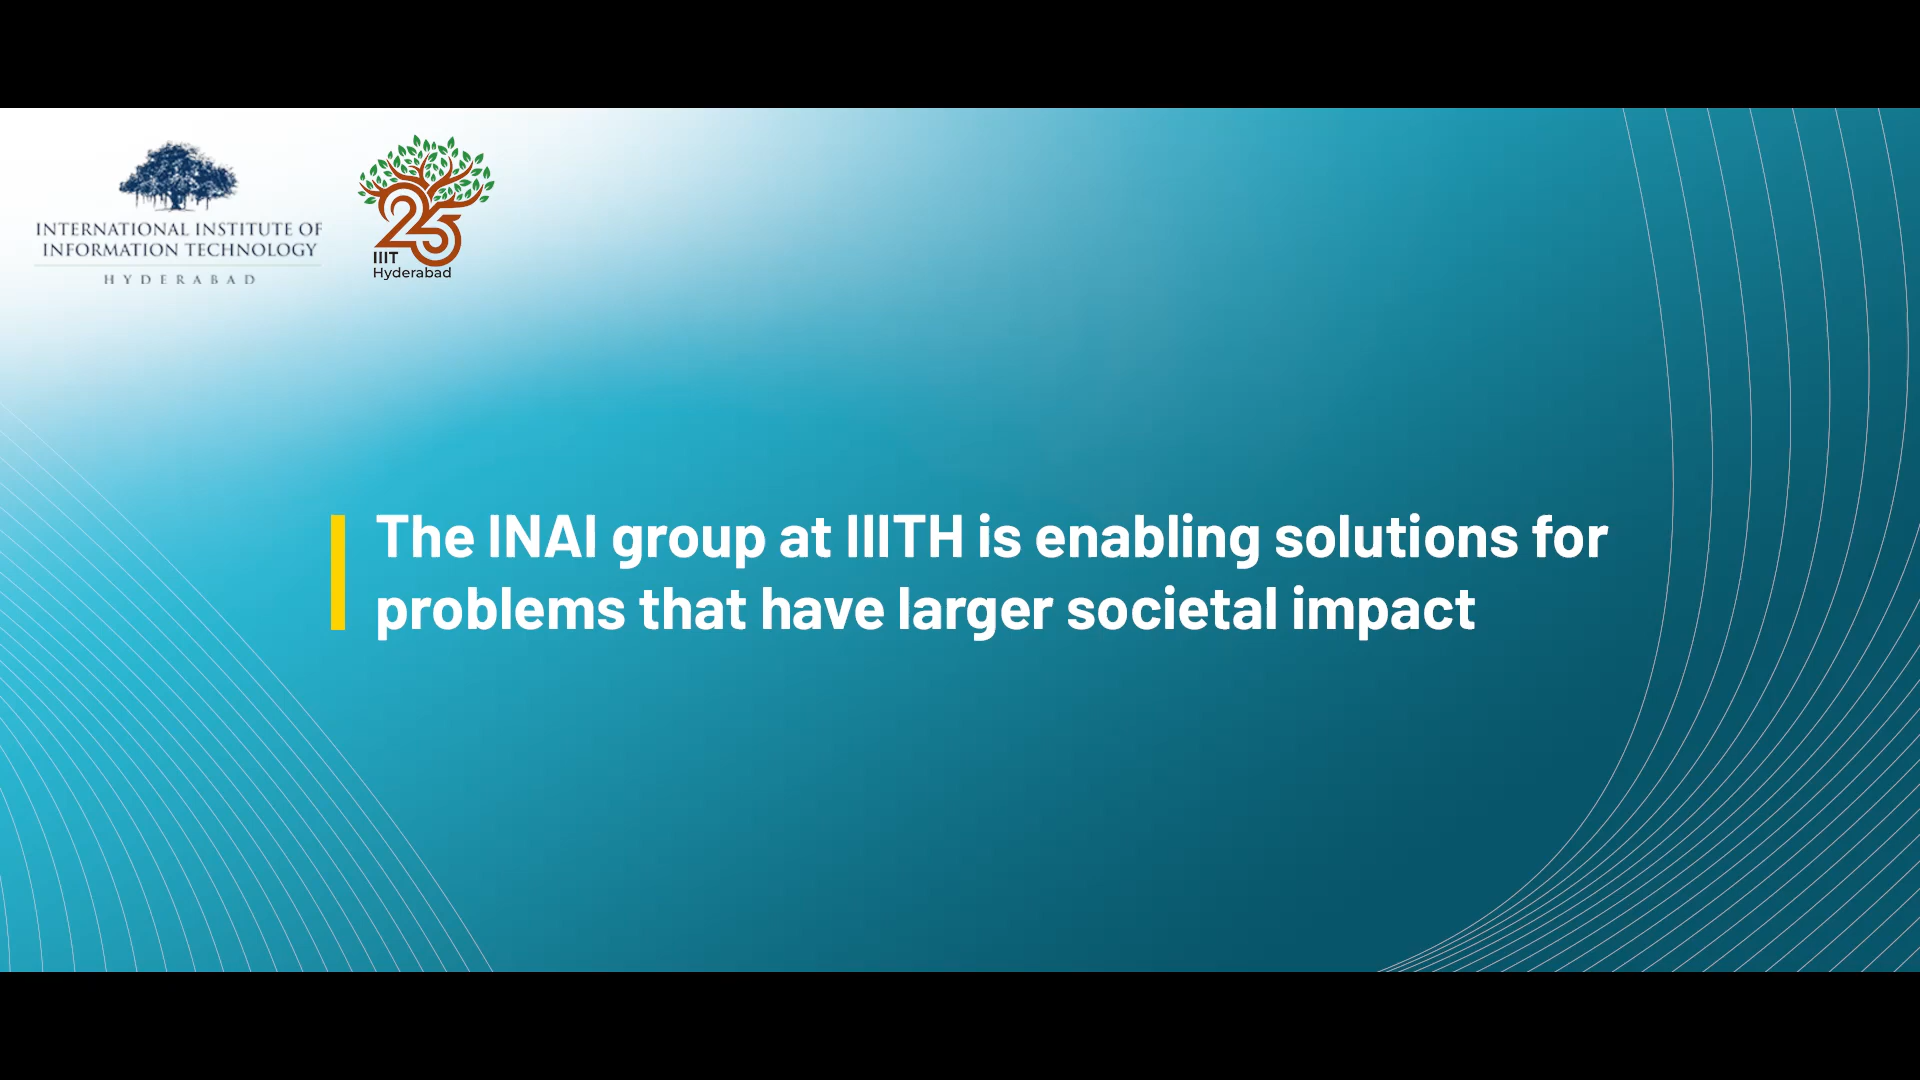 INTERNATIONAL INSTITUTE OF
INFORMATION TECHNOLOGY
HYDERABAD
25
IIIT
Hyderabad
The INAI group at IIITH is enabling solutions for
problems that have larger societal impact